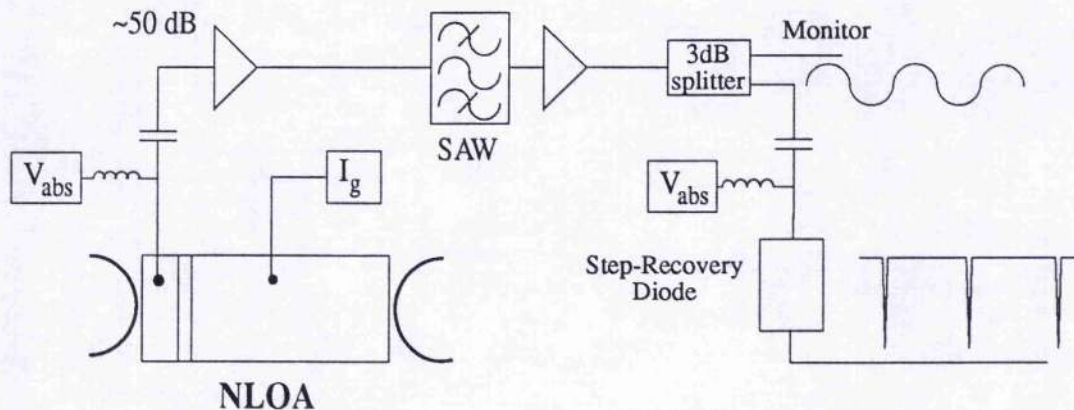 ~50 dB
Monitor
3dB
splitter
SAW
V_abs
I_g
V_abs
Step-Recovery
Diode
NLOA